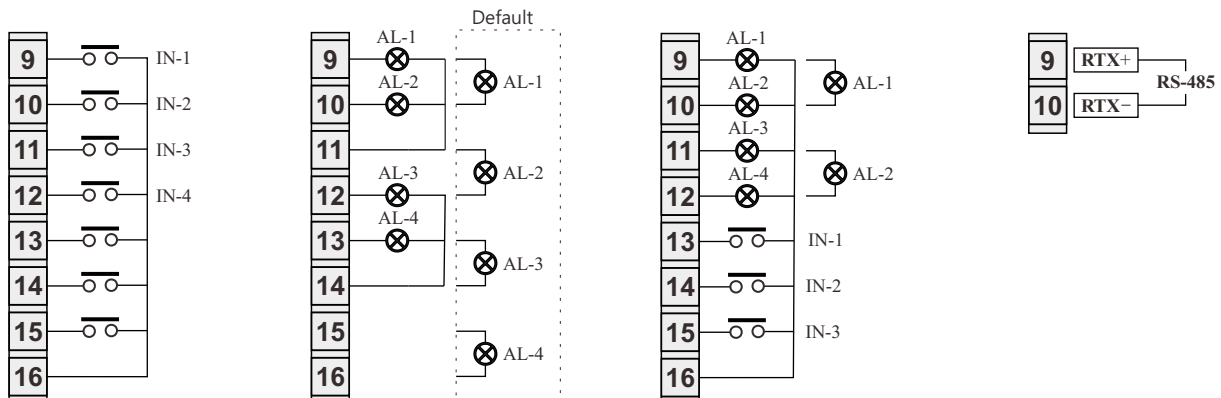 9
IN-1
10
IN-2
11
IN-3
12
IN-4
13
14
15
16
Default
AL-1
9
AL-1
AL-2
10
11
AL-2
AL-3
12
AL-4
13
AL-3
14
15
AL-4
16
AL-1
9
AL-1
AL-2
10
AL-3
11
AL-4
AL-2
12
13
IN-1
14
IN-2
15
IN-3
16
9 RTX+
RS-485
10 RTX−